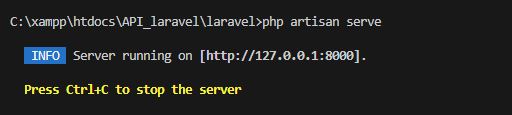 C:\xampp\htdocs\API_laravel\laravel>php artisan serve
INFO Server running on [http://127.0.0.1:8000].
Press Ctrl+C to stop the server